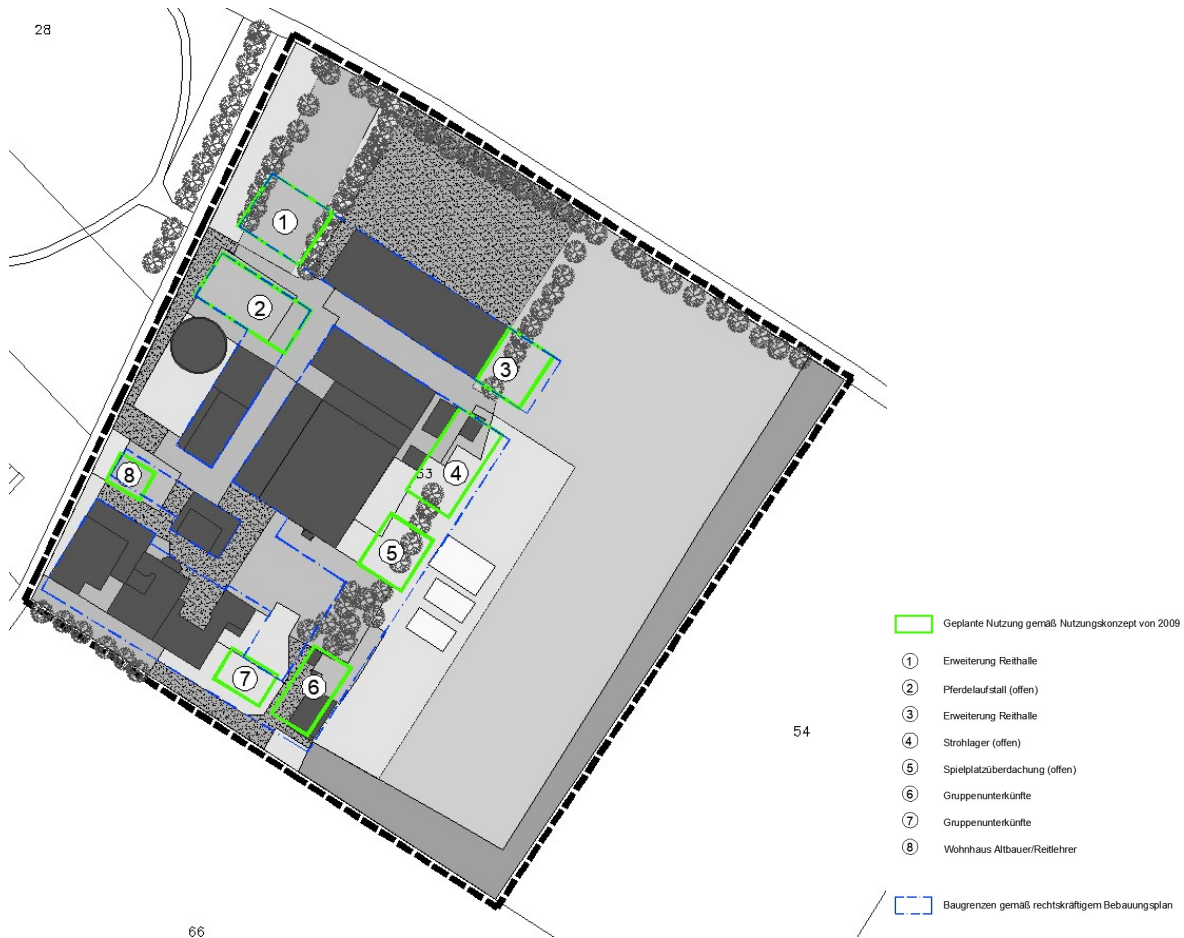 28
1
2
3
4
53
5
8
6
7
54
66
Geplante Nutzung gemäß Nutzungskonzept von 2009
1 Erweiterung Reithalle
2 Pferdelaufstall (offen)
3 Erweiterung Reithalle
4 Strohlager (offen)
5 Spielplatzüberdachung (offen)
6 Gruppenunterkünfte
7 Gruppenunterkünfte
8 Wohnhaus Altbauer/Reitlehrer
Baugrenzen gemäß rechtskräftigem Bebauungsplan